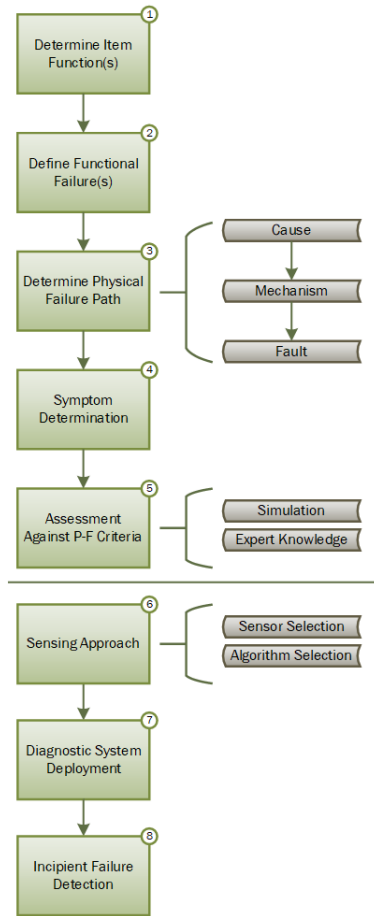 1
Determine Item
Function(s)
2
Define Functional
Failure(s)
3
Determine Physical
Failure Path
Cause
Mechanism
Fault
4
Symptom
Determination
5
Assessment
Against P-F Criteria
Simulation
Expert Knowledge
6
Sensing Approach
Sensor Selection
Algorithm Selection
7
Diagnostic System
Deployment
8
Incipient Failure
Detection